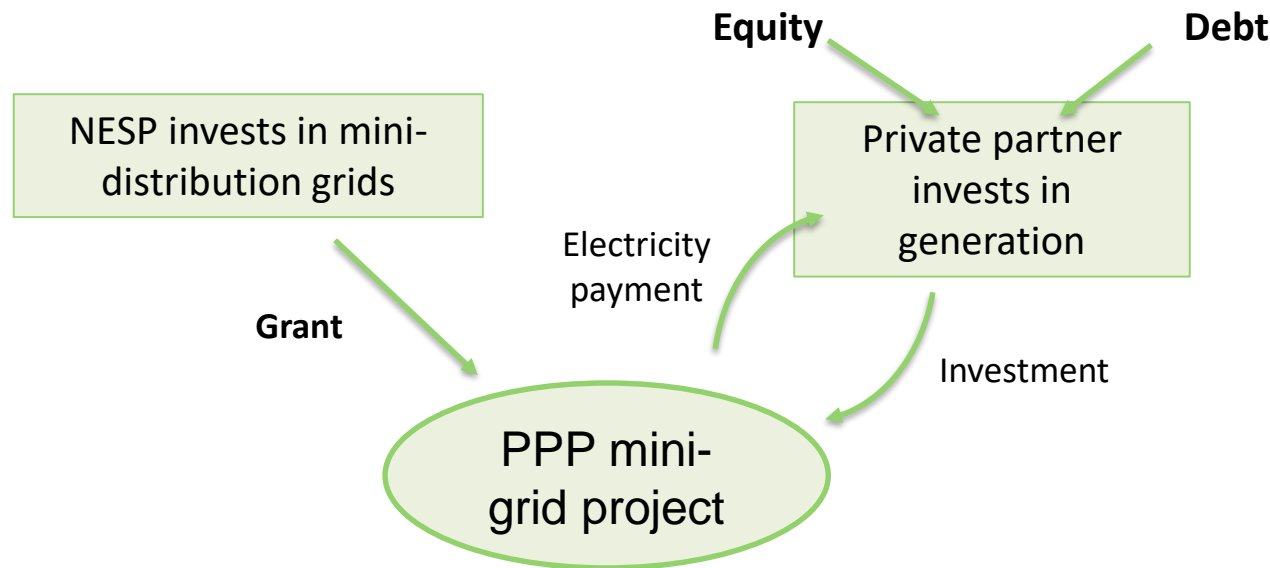 Equity
Debt
NESP invests in mini-
distribution grids
Private partner
invests in
generation
Electricity
payment
Grant
Investment
PPP mini-
grid project